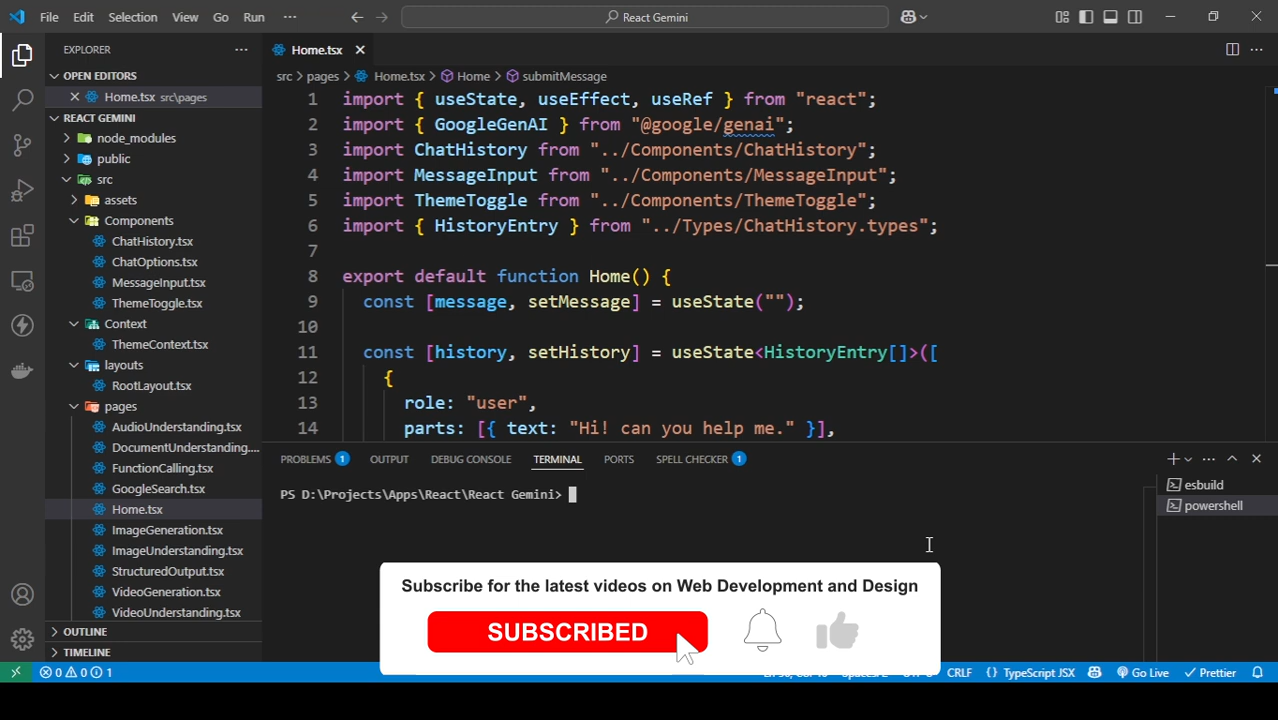 File Edit Selection View Go Run ···
React Gemini
EXPLORER
OPEN EDITORS
Home.tsx src\pages
REACT GEMINI
node_modules
public
src
assets
Components
ChatHistory.tsx
ChatOptions.tsx
MessageInput.tsx
ThemeToggle.tsx
Context
ThemeContext.tsx
layouts
RootLayout.tsx
pages
AudioUnderstanding.tsx
DocumentUnderstanding....
FunctionCalling.tsx
GoogleSearch.tsx
Home.tsx
ImageGeneration.tsx
ImageUnderstanding.tsx
StructuredOutput.tsx
VideoGeneration.tsx
VideoUnderstanding.tsx
OUTLINE
TIMELINE
Home.tsx
src > pages > Home.tsx > Home > submitMessage
1 import { useState, useEffect, useRef } from "react";
2 import { GoogleGenAI } from "@google/genai";
3 import ChatHistory from "../Components/ChatHistory";
4 import MessageInput from "../Components/MessageInput";
5 import ThemeToggle from "../Components/ThemeToggle";
6 import { HistoryEntry } from "../Types/ChatHistory.types";
7
8 export default function Home() {
9 const [message, setMessage] = useState("");
10
11 const [history, setHistory] = useState<HistoryEntry[]>([
12 {
13 role: "user",
14 parts: [{ text: "Hi! can you help me." }],
PROBLEMS 1 OUTPUT DEBUG CONSOLE TERMINAL PORTS SPELL CHECKER 1
PS D:\Projects\Apps\React\React Gemini>
esbuild
powershell
Subscribe for the latest videos on Web Development and Design
SUBSCRIBED
0 0 1 CRLF {} TypeScript JSX Go Live Prettier